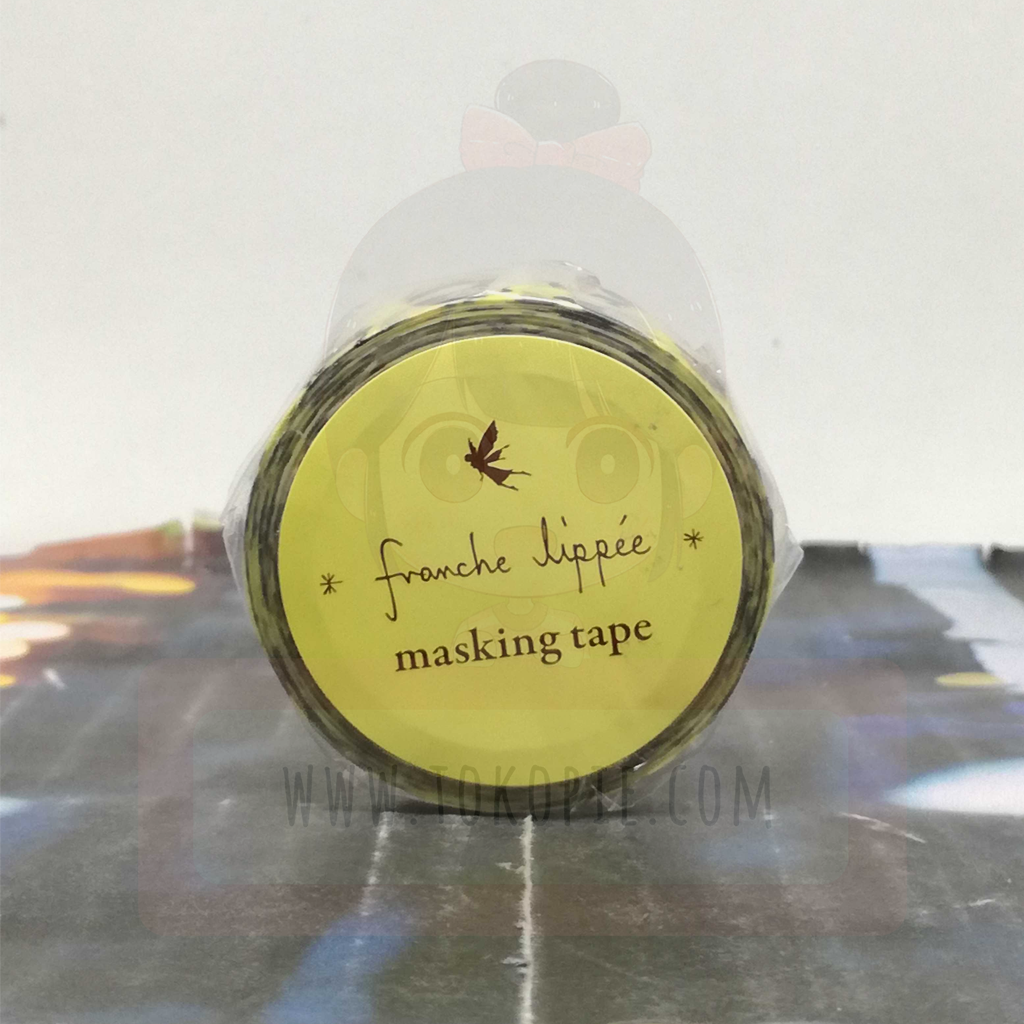 franche lippée
masking tape
www.tokopie.com